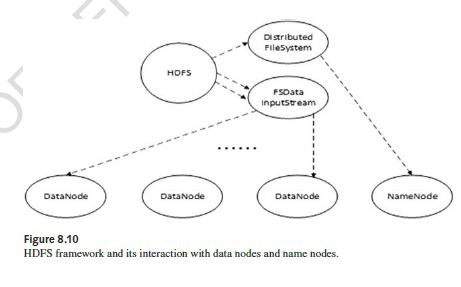 Distributed
FileSystem
HDFS
FSData
InputStream
......
DataNode
DataNode
DataNode
NameNode
Figure 8.10
HDFS framework and its interaction with data nodes and name nodes.